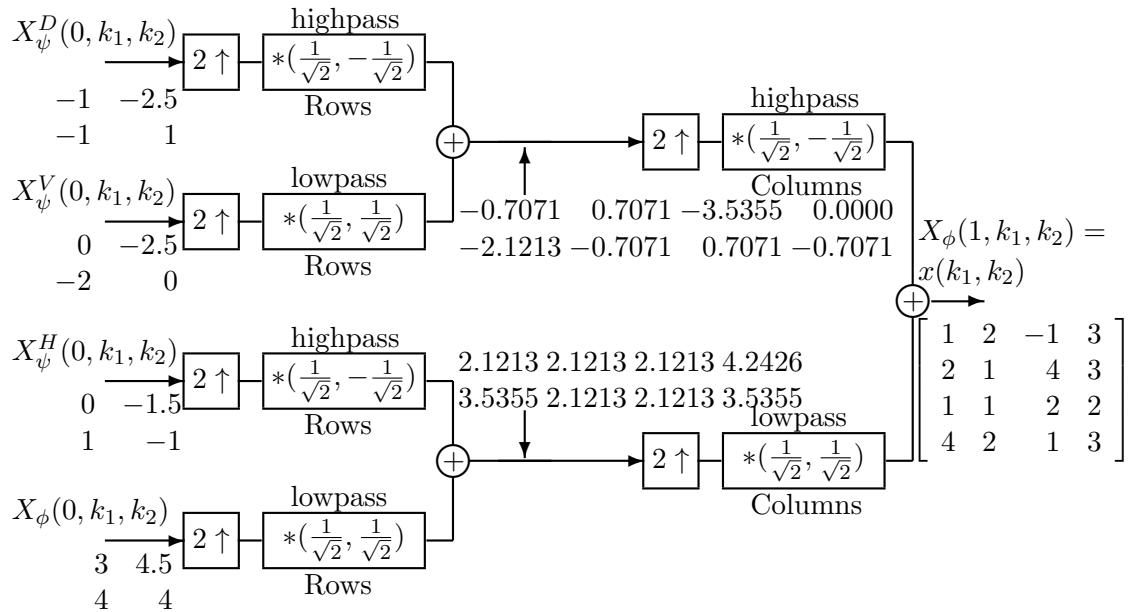 highpass
X_ψ^D(0, k₁, k₂)
2 ↑
∗(1/√2, −1/√2)
Rows
−1 −2.5
−1 1
highpass
2 ↑
∗(1/√2, −1/√2)
Columns
+
+
lowpass
X_ψ^V(0, k₁, k₂)
2 ↑
∗(1/√2, 1/√2)
Rows
0 −2.5
−2 0
−0.7071 0.7071 −3.5355 0.0000
−2.1213 −0.7071 0.7071 −0.7071
X_ϕ(1, k₁, k₂) =
x(k₁, k₂)
+
1 2 −1 3
2 1 4 3
1 1 2 2
4 2 1 3
highpass
X_ψ^H(0, k₁, k₂)
2 ↑
∗(1/√2, −1/√2)
Rows
0 −1.5
1 −1
2.1213 2.1213 2.1213 4.2426
3.5355 2.1213 2.1213 3.5355
lowpass
2 ↑
∗(1/√2, 1/√2)
Columns
lowpass
X_ϕ(0, k₁, k₂)
2 ↑
∗(1/√2, 1/√2)
Rows
3 4.5
4 4